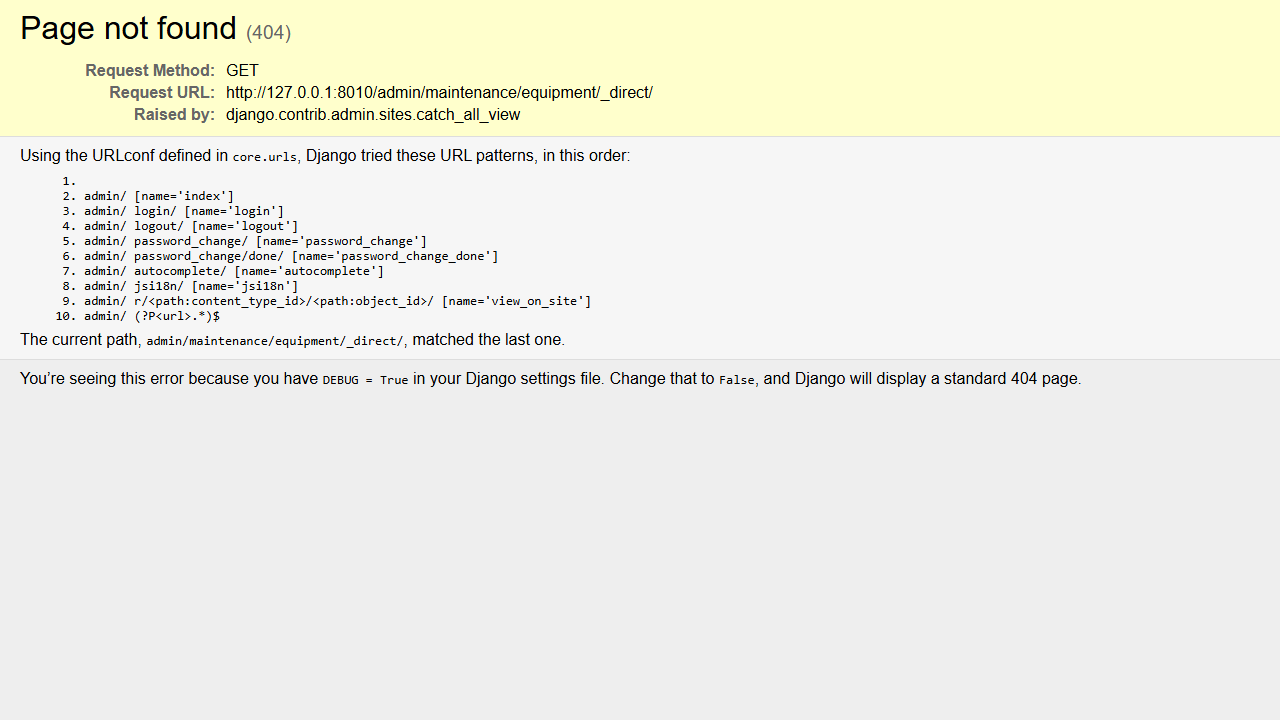 Page not found (404)
Request Method: GET
Request URL: http://127.0.0.1:8010/admin/maintenance/equipment/_direct/
Raised by: django.contrib.admin.sites.catch_all_view
Using the URLconf defined in core.urls, Django tried these URL patterns, in this order:
1.
2. admin/ [name='index']
3. admin/ login/ [name='login']
4. admin/ logout/ [name='logout']
5. admin/ password_change/ [name='password_change']
6. admin/ password_change/done/ [name='password_change_done']
7. admin/ autocomplete/ [name='autocomplete']
8. admin/ jsi18n/ [name='jsi18n']
9. admin/ r/<path:content_type_id>/<path:object_id>/ [name='view_on_site']
10. admin/ (?P<url>.*)$
The current path, admin/maintenance/equipment/_direct/, matched the last one.
You’re seeing this error because you have DEBUG = True in your Django settings file. Change that to False, and Django will display a standard 404 page.